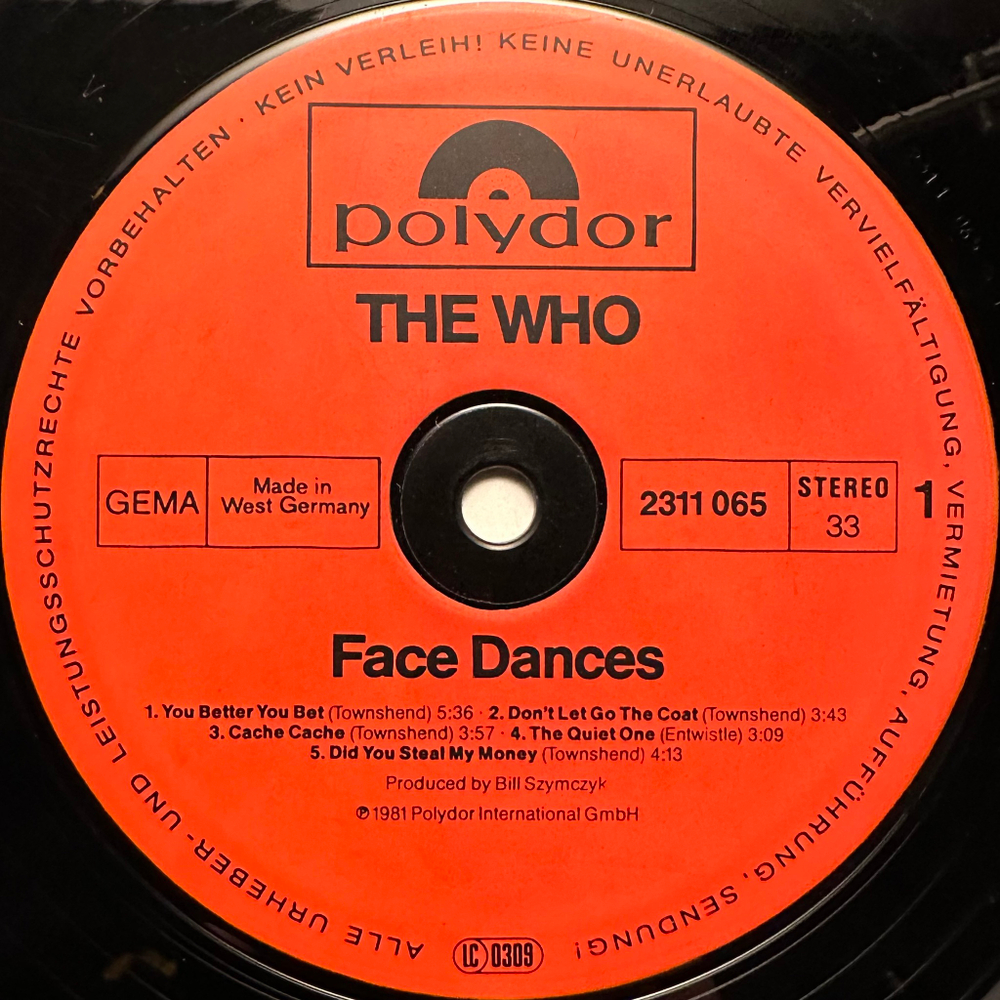 ALLE URHEBER- UND LEISTUNGSSCHUTZRECHTE VORBEHALTEN · KEIN VERLEIH! KEINE UNERLAUBTE VERVIELFÄLTIGUNG, VERMIETUNG, AUFFÜHRUNG, SENDUNG!
polydor
THE WHO
GEMA
Made in
West Germany
2311 065
STEREO
33
1
Face Dances
1. You Better You Bet (Townshend) 5:36 · 2. Don't Let Go The Coat (Townshend) 3:43
3. Cache Cache (Townshend) 3:57 · 4. The Quiet One (Entwistle) 3:09
5. Did You Steal My Money (Townshend) 4:13
Produced by Bill Szymczyk
℗ 1981 Polydor International GmbH
LC 0309